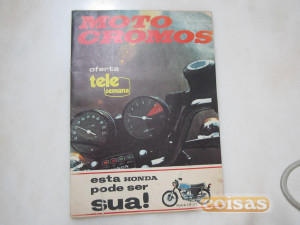 MOTO
CROMOS
oferta
tele
semana
esta HONDA
pode ser
sua!
coisas